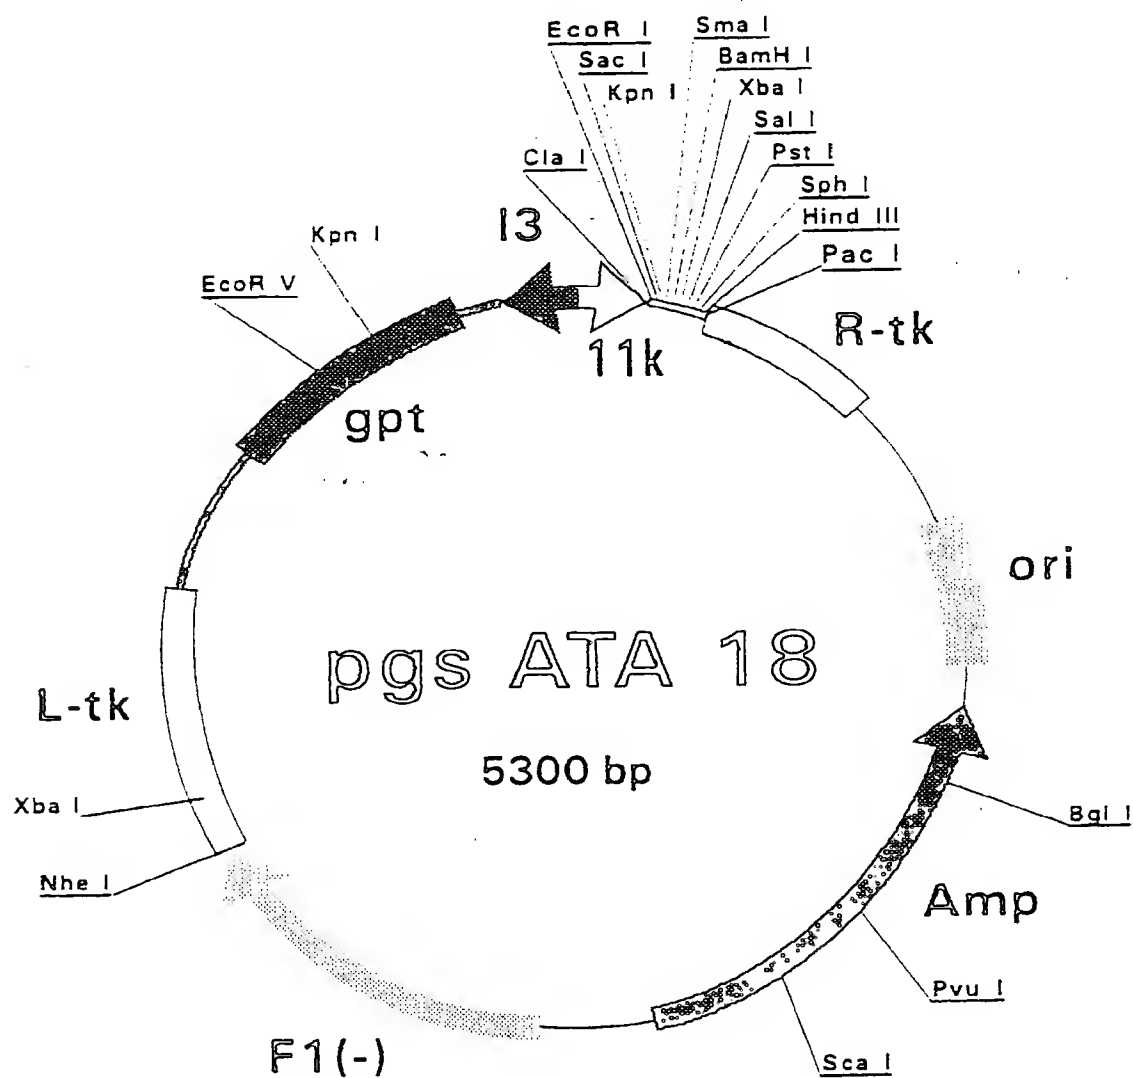 EcoR I
Sma I
Sac I
BamH I
Kpn I
Xba I
Sal I
Cla I
Pst I
Sph I
Hind III
I3
Kpn I
Pac I
EcoR V
R-tk
11k
gpt
ori
pgs ATA 18
L-tk
5300 bp
Xba I
Bgl I
Nhe I
Amp
Pvu I
F1(-)
Sca I